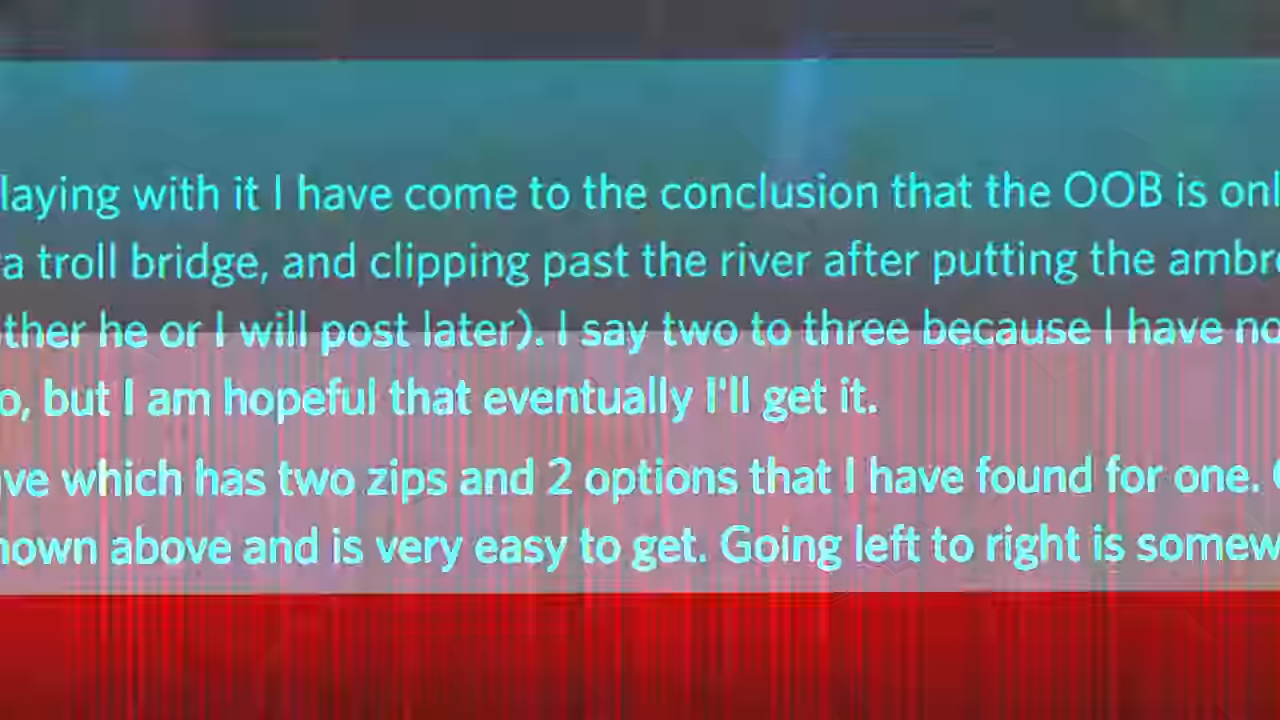 laying with it I have come to the conclusion that the OOB is onl
a troll bridge, and clipping past the river after putting the ambr
ther he or I will post later). I say two to three because I have no
o, but I am hopeful that eventually I'll get it.
ve which has two zips and 2 options that I have found for one.
hown above and is very easy to get. Going left to right is somew